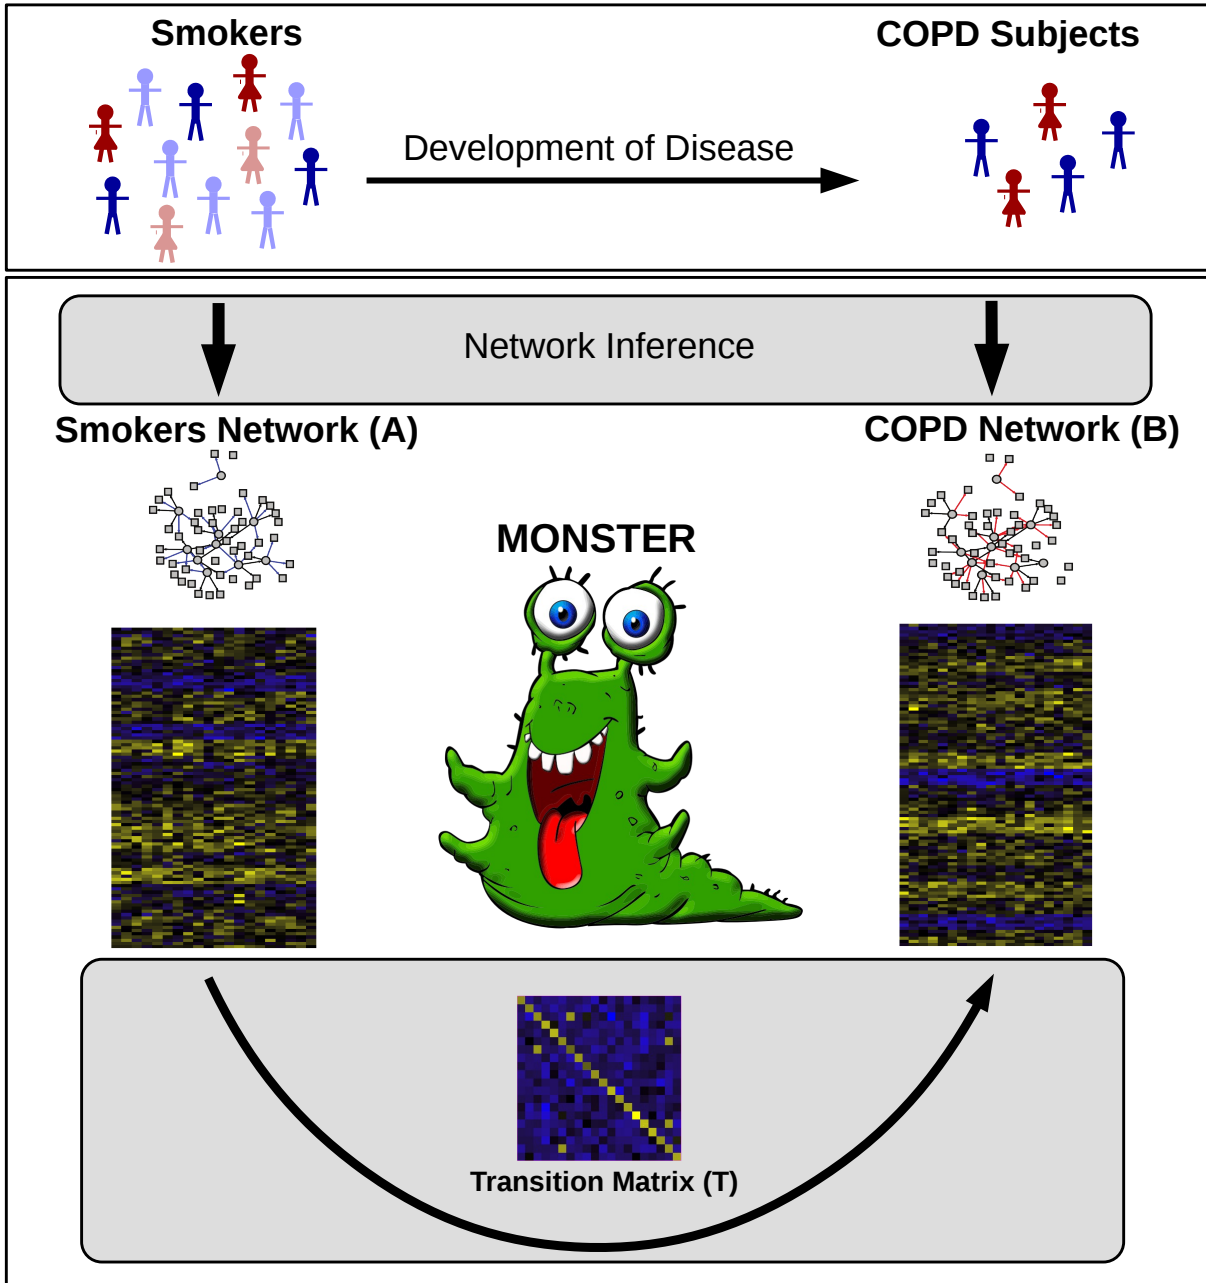 Smokers
COPD Subjects
Development of Disease
Network Inference
Smokers Network (A)
COPD Network (B)
MONSTER
Transition Matrix (T)